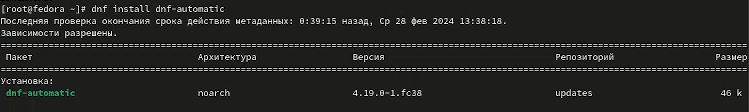 [root@fedora ~]# dnf install dnf-automatic
Последняя проверка окончания срока действия метаданных: 0:39:15 назад, Ср 28 фев 2024 13:38:18.
Зависимости разрешены.
Пакет Архитектура Версия Репозиторий Размер
Установка:
dnf-automatic noarch 4.19.0-1.fc38 updates 46 k